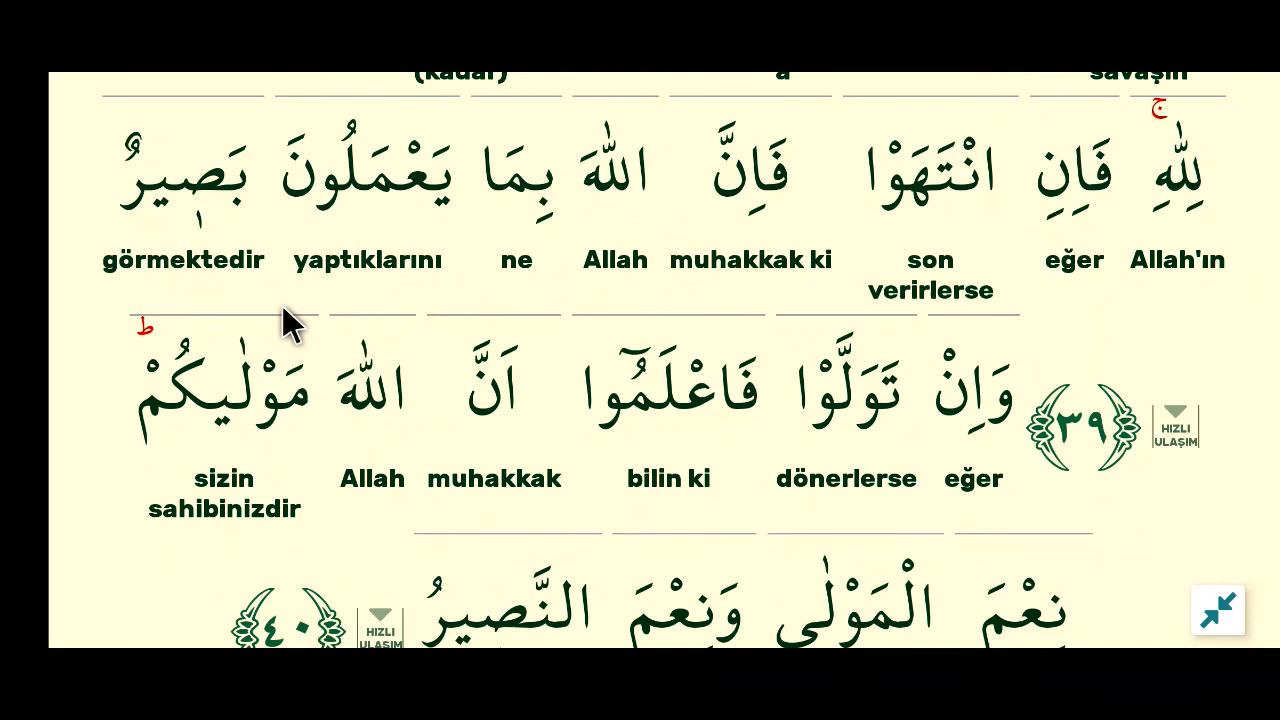 (kadar) a savaşın
ج
لِلّٰهِ فَاِنِ انْتَهَوْا فَاِنَّ اللّٰهَ بِمَا يَعْمَلُونَ بَصٖيرٌ
Allah'ın eğer son verirlerse muhakkak ki Allah ne yaptıklarını görmektedir
ط
﴿٣٩﴾ وَاِنْ تَوَلَّوْا فَاعْلَمُٓوا اَنَّ اللّٰهَ مَوْلٰيكُمْ
HIZLI ULAŞIM
eğer dönerlerse bilin ki muhakkak Allah sizin sahibinizdir
نِعْمَ الْمَوْلٰى وَنِعْمَ النَّصٖيرُ ﴿٤٠﴾
HIZLI ULAŞIM